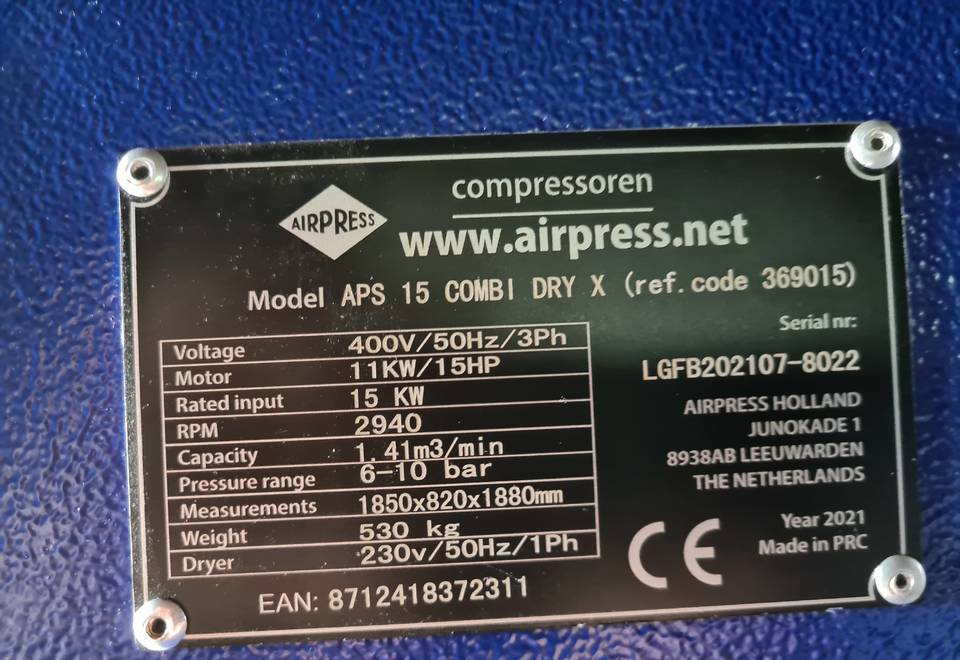 AIRPRESS
compressoren
www.airpress.net
Model APS 15 COMBI DRY X (ref.code 369015)
Voltage 400V/50Hz/3Ph
Motor 11KW/15HP
Rated input 15 KW
RPM 2940
Capacity 1.41m3/min
Pressure range 6-10 bar
Measurements 1850x820x1880mm
Weight 530 kg
Dryer 230v/50Hz/1Ph
EAN: 8712418372311
Serial nr:
LGFB202107-8022
AIRPRESS HOLLAND
JUNOKADE 1
8938AB LEEUWARDEN
THE NETHERLANDS
CE
Year 2021
Made in PRC